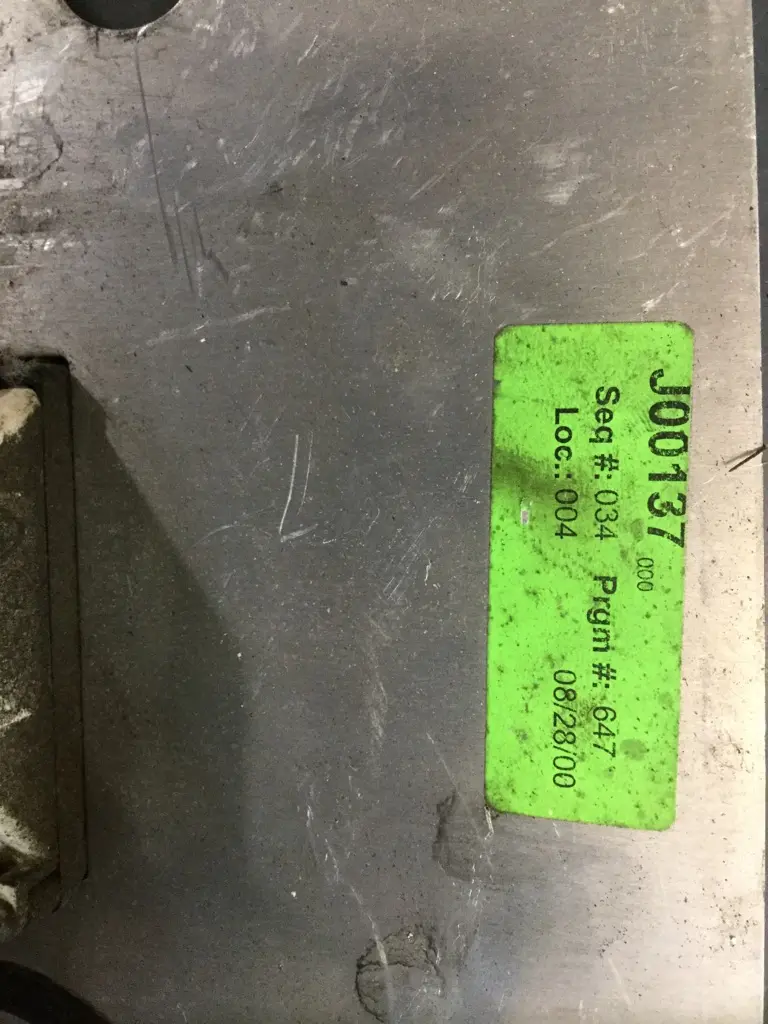 J00137 000
Seq #: 034 Prgm #: 647
Loc.: 004 08/28/00